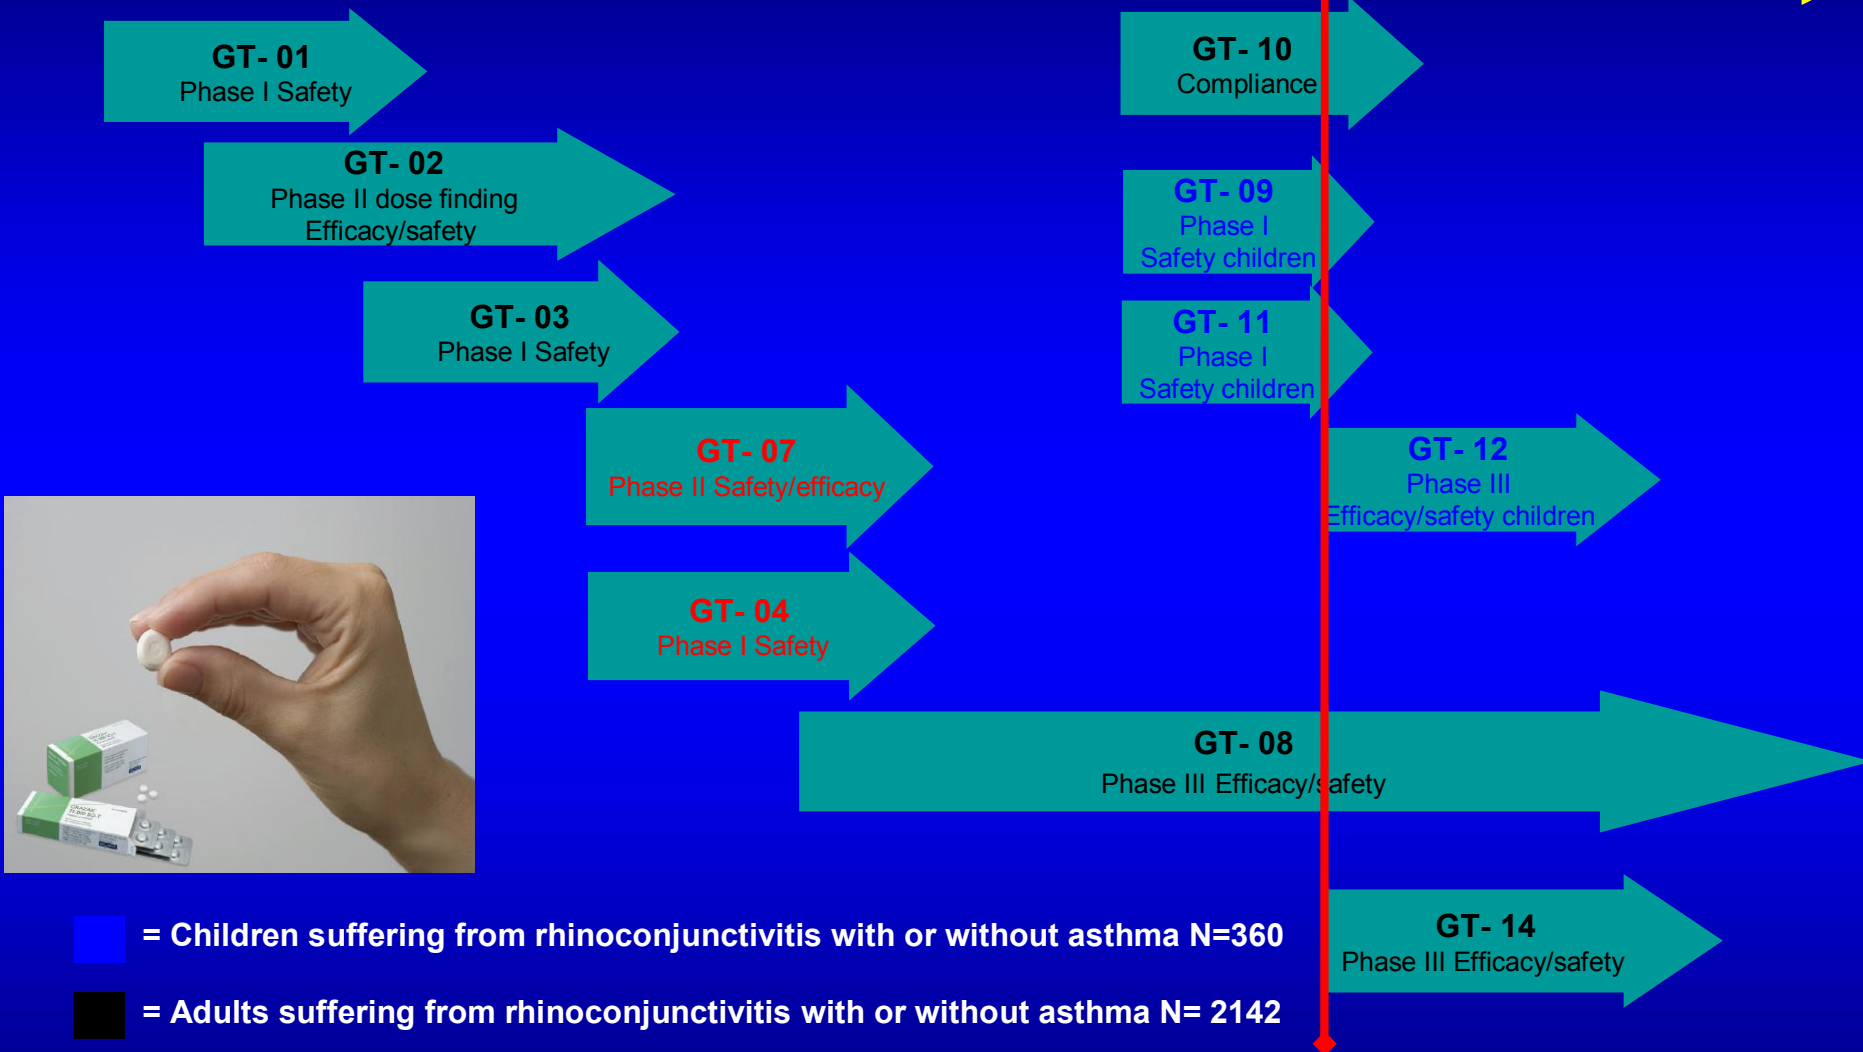 GT- 01
Phase I Safety
GT- 02
Phase II dose finding
Efficacy/safety
GT- 03
Phase I Safety
GT- 07
Phase II Safety/efficacy
GT- 04
Phase I Safety
GT- 10
Compliance
GT- 09
Phase I
Safety children
GT- 11
Phase I
Safety children
GT- 12
Phase III
Efficacy/safety children
GT- 08
Phase III Efficacy/safety
GT- 14
Phase III Efficacy/safety
= Children suffering from rhinoconjunctivitis with or without asthma N=360
= Adults suffering from rhinoconjunctivitis with or without asthma N= 2142